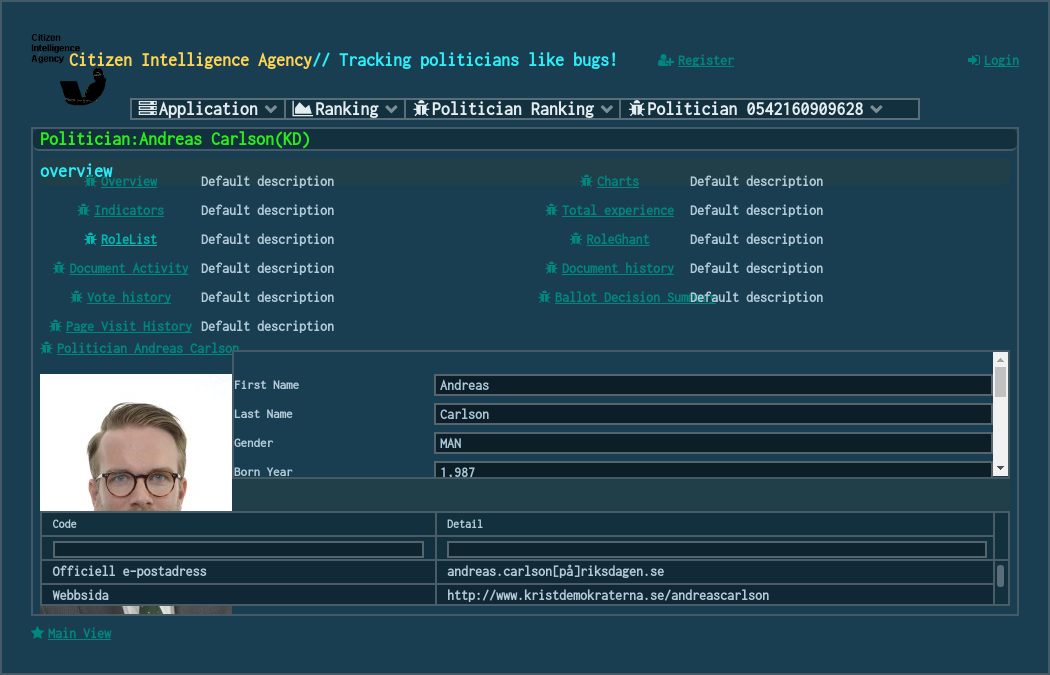 Citizen
Intelligence
Agency
Citizen Intelligence Agency// Tracking politicians like bugs!
Register
Login
Application
Ranking
Politician Ranking
Politician 0542160909628
Politician:Andreas Carlson(KD)
overview
Overview Default description Charts Default description
Indicators Default description Total experience Default description
RoleList Default description RoleGhant Default description
Document Activity Default description Document history Default description
Vote history Default description Ballot Decision Summary Default description
Page Visit History Default description
Politician Andreas Carlson
First Name Andreas
Last Name Carlson
Gender MAN
Born Year 1.987
Code Detail
Officiell e-postadress andreas.carlson[på]riksdagen.se
Webbsida http://www.kristdemokraterna.se/andreascarlson
Main View